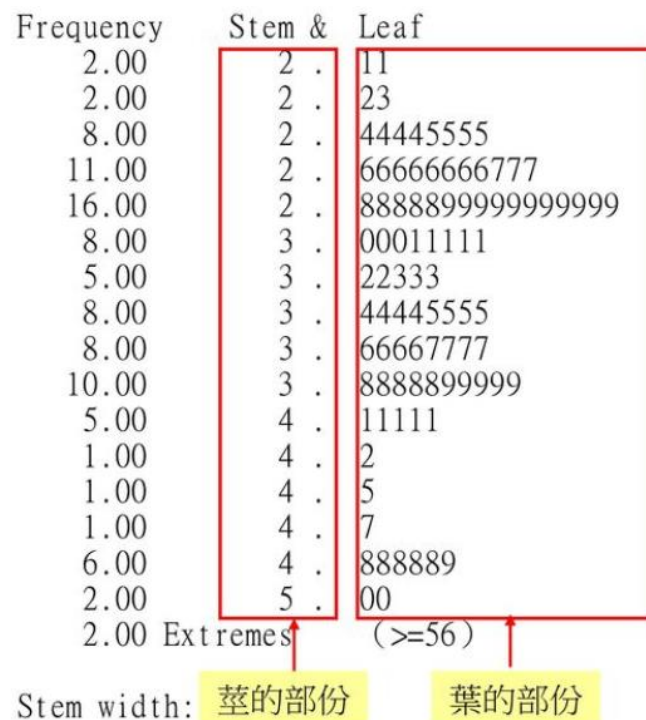 Frequency Stem & Leaf
2.00 2 . 11
2.00 2 . 23
8.00 2 . 44445555
11.00 2 . 66666666777
16.00 2 . 8888899999999999
8.00 3 . 00011111
5.00 3 . 22333
8.00 3 . 44445555
8.00 3 . 66667777
10.00 3 . 8888899999
5.00 4 . 11111
1.00 4 . 2
1.00 4 . 5
1.00 4 . 7
6.00 4 . 888889
2.00 5 . 00
2.00 Extremes (>=56)
Stem width: 莖的部份 葉的部份